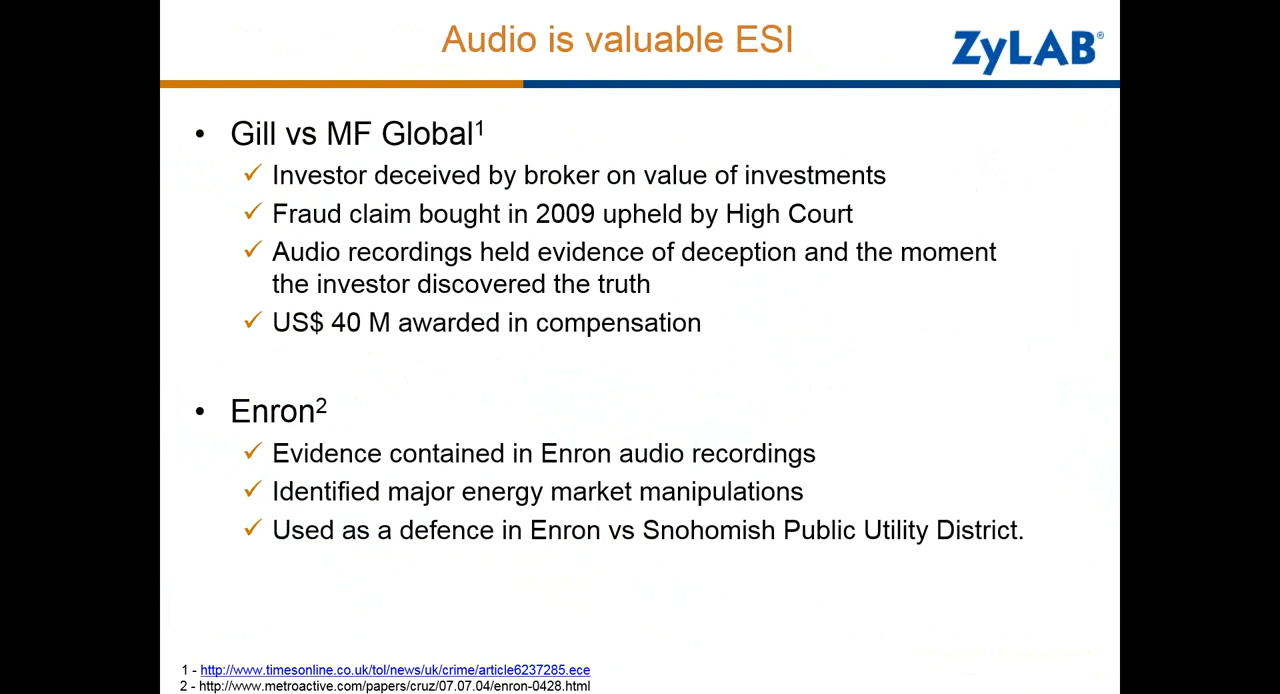 Audio is valuable ESI
ZyLAB®
• Gill vs MF Global1
✓ Investor deceived by broker on value of investments
✓ Fraud claim bought in 2009 upheld by High Court
✓ Audio recordings held evidence of deception and the moment
the investor discovered the truth
✓ US$ 40 M awarded in compensation
• Enron2
✓ Evidence contained in Enron audio recordings
✓ Identified major energy market manipulations
✓ Used as a defence in Enron vs Snohomish Public Utility District.
1 - http://www.timesonline.co.uk/tol/news/uk/crime/article6237285.ece
2 - http://www.metroactive.com/papers/cruz/07.07.04/enron-0428.html